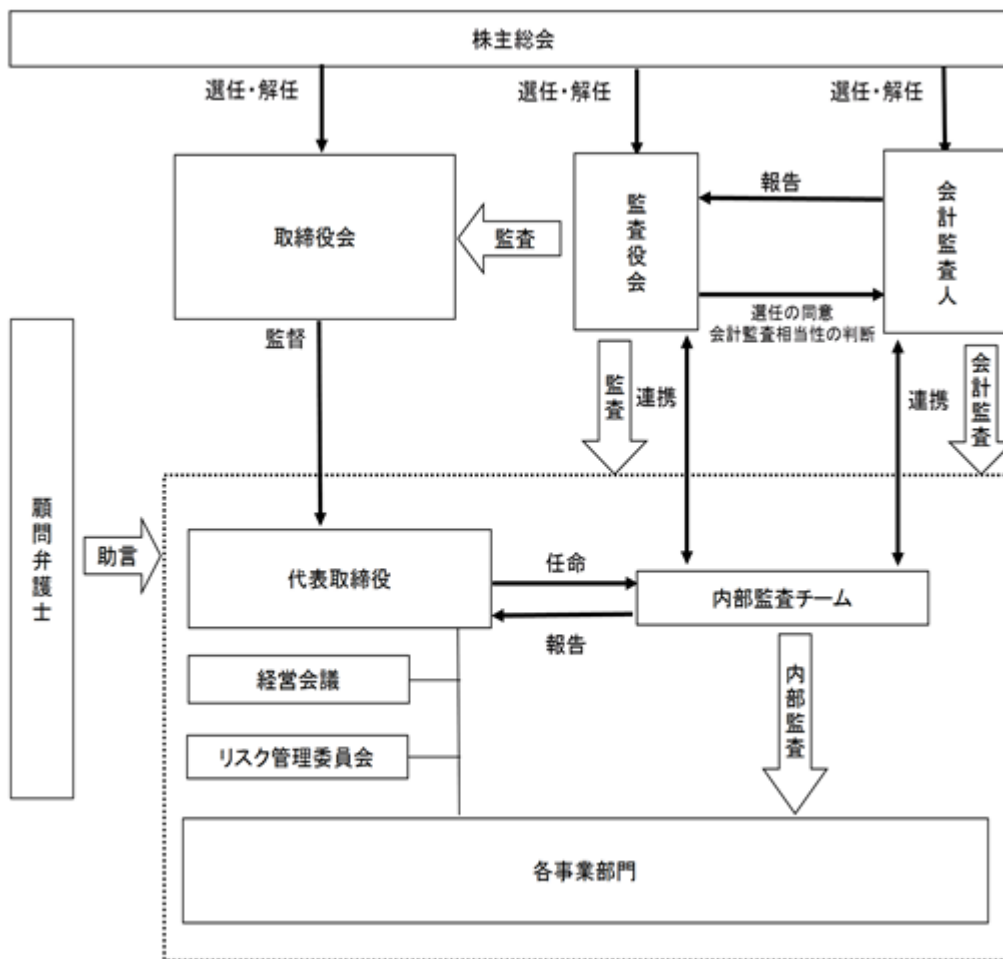 株主総会
選任・解任
選任・解任
選任・解任
取締役会
監査
監査役会
報告
会計監査人
選任の同意
会計監査相当性の判断
監督
監査
連携
連携
会計監査
顧問弁護士
助言
代表取締役
任命
報告
内部監査チーム
経営会議
リスク管理委員会
内部監査
各事業部門